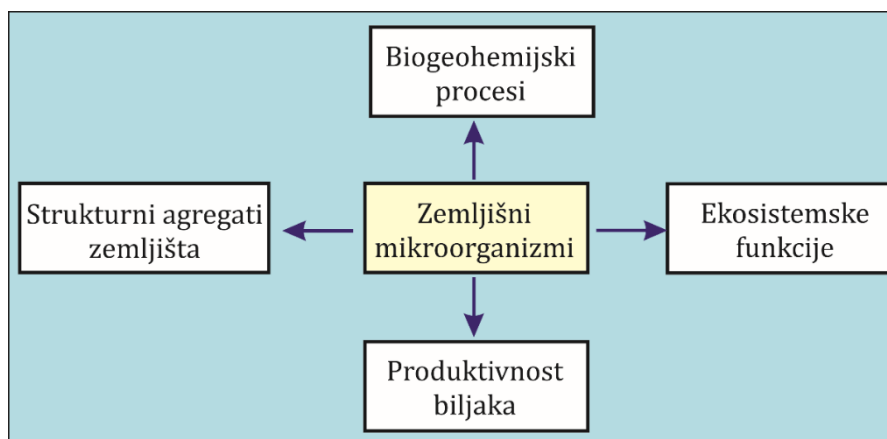 Biogeohemijski
procesi
Strukturni agregati
zemljišta
Zemljišni
mikroorganizmi
Ekosistemske
funkcije
Produktivnost
biljaka